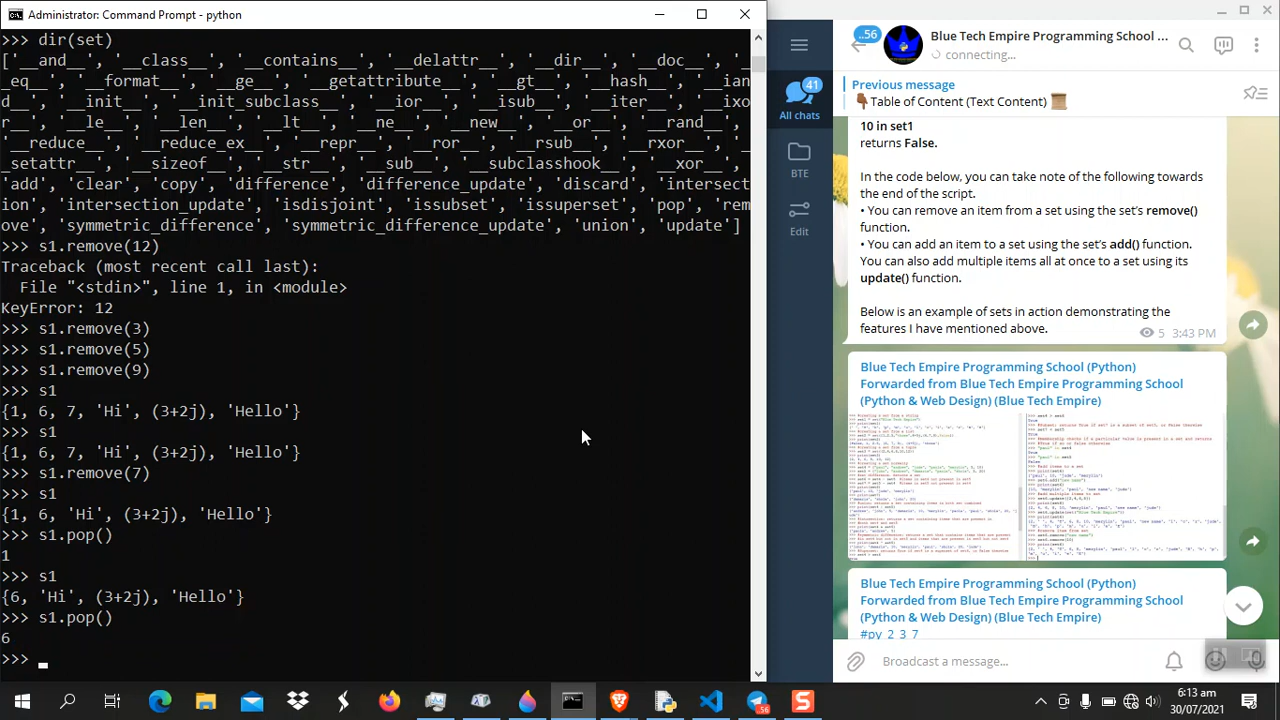 Administrator: Command Prompt - python
>>> dir(set)
['__and__', '__class__', '__contains__', '__delattr__', '__dir__', '__doc__', '__
eq__', '__format__', '__ge__', '__getattribute__', '__gt__', '__hash__', '__ian
d__', '__init__', '__init_subclass__', '__ior__', '__isub__', '__iter__', '__ixo
r__', '__le__', '__len__', '__lt__', '__ne__', '__new__', '__or__', '__rand__',
'__reduce__', '__reduce_ex__', '__repr__', '__ror__', '__rsub__', '__rxor__', '_
_setattr__', '__sizeof__', '__str__', '__sub__', '__subclasshook__', '__xor__',
'add', 'clear', 'copy', 'difference', 'difference_update', 'discard', 'intersect
ion', 'intersection_update', 'isdisjoint', 'issubset', 'issuperset', 'pop', 'rem
ove', 'symmetric_difference', 'symmetric_difference_update', 'union', 'update']
>>> s1.remove(12)
Traceback (most recent call last):
File "<stdin>", line 1, in <module>
KeyError: 12
>>> s1.remove(3)
>>> s1.remove(5)
>>> s1.remove(9)
>>> s1
{1, 6, 7, 'Hi', (3+2j), 'Hello'}
>>> s1
{1, 6, 7, 'Hi', (3+2j), 'Hello'}
>>> s1.remove(7)
>>> s1
{1, 6, 'Hi', (3+2j), 'Hello'}
>>> s1.pop()
1
>>> s1
{6, 'Hi', (3+2j), 'Hello'}
>>> s1.pop()
6
>>>
..56
Blue Tech Empire Programming School ...
connecting...
41
All chats
BTE
Edit
Previous message
Table of Content (Text Content)
10 in set1
returns False.
In the code below, you can take note of the following towards
the end of the script.
• You can remove an item from a set using the set's remove()
function.
• You can add an item to a set using the set's add() function.
You can also add multiple items all at once to a set using its
update() function.
Below is an example of sets in action demonstrating the
features I have mentioned above.
5 3:43 PM
Blue Tech Empire Programming School (Python)
Forwarded from Blue Tech Empire Programming School
(Python & Web Design) (Blue Tech Empire)
Blue Tech Empire Programming School (Python)
Forwarded from Blue Tech Empire Programming School
(Python & Web Design) (Blue Tech Empire)
#py_2_3_7
Broadcast a message...
56
6:13 am
30/07/2021